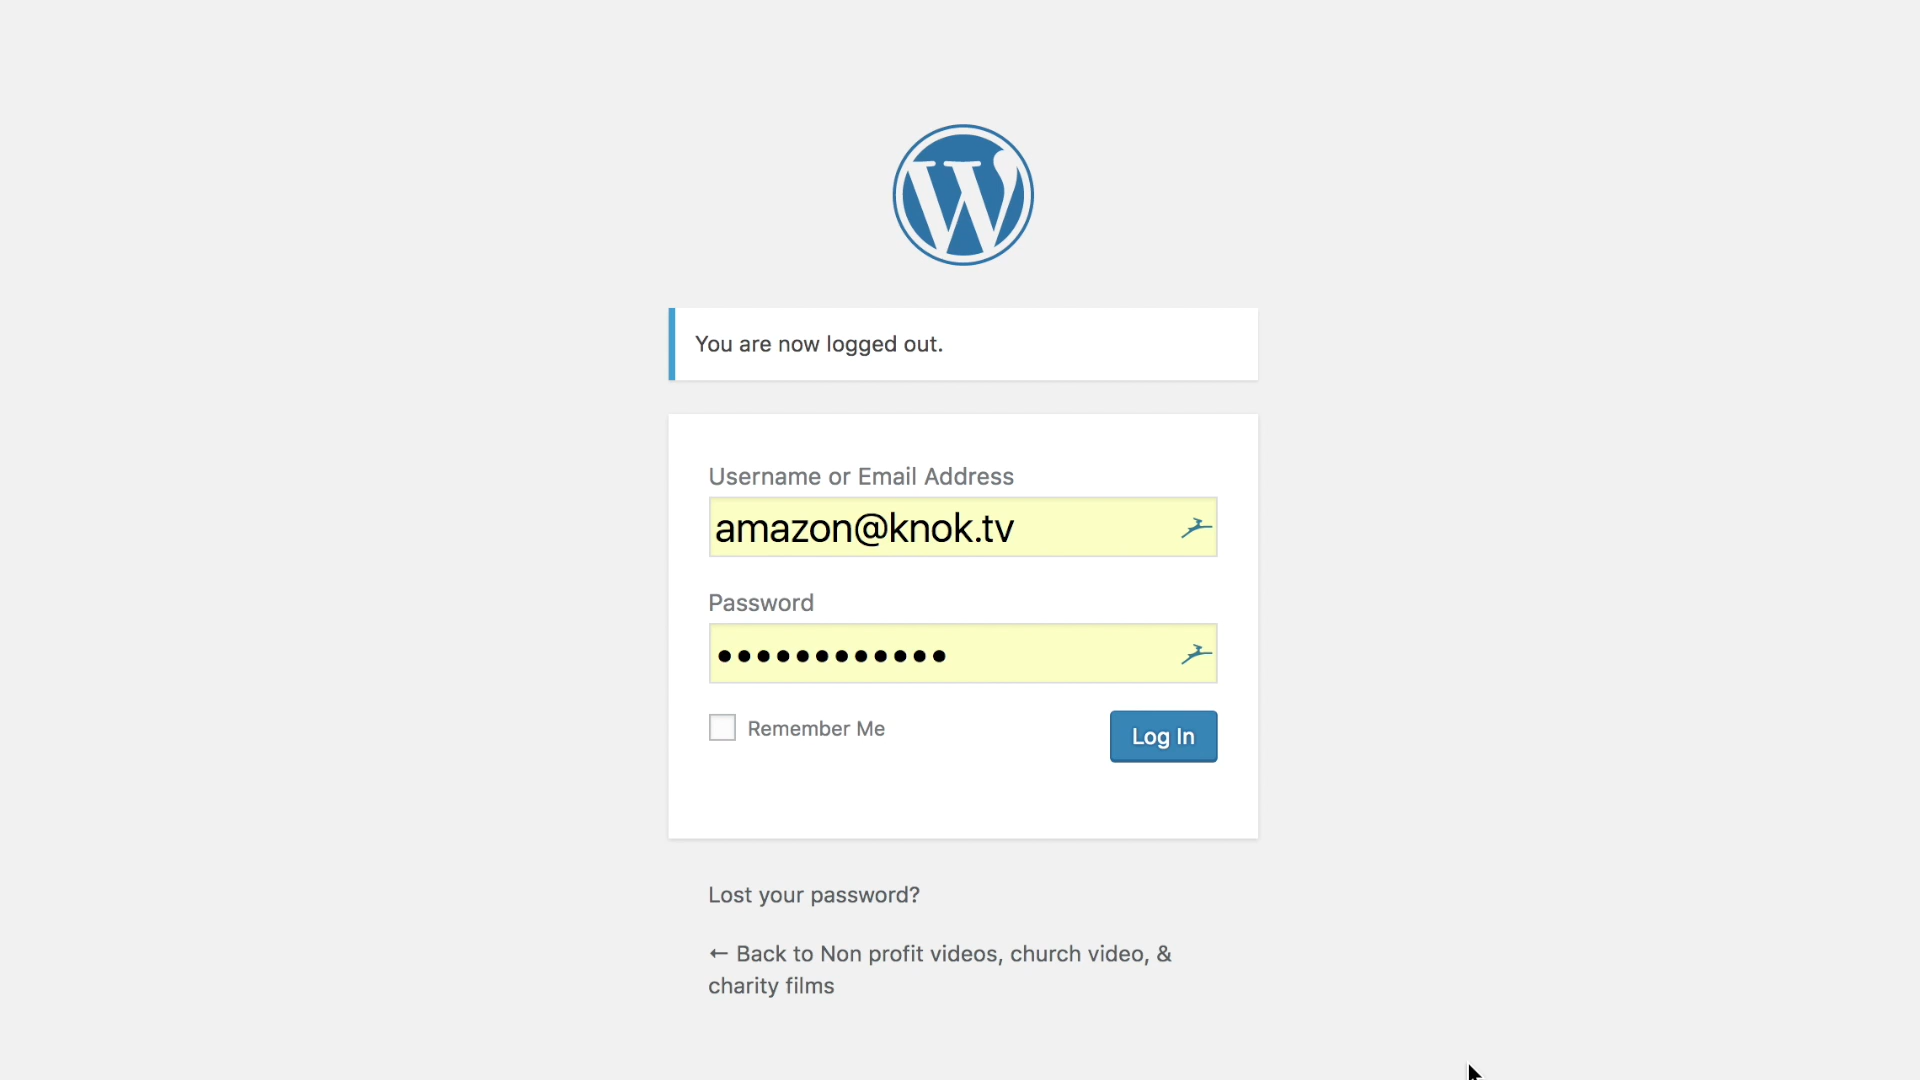 You are now logged out.
Username or Email Address
amazon@knok.tv
Password
●●●●●●●●●●●●
Remember Me
Log In
Lost your password?
← Back to Non profit videos, church video, &
charity films